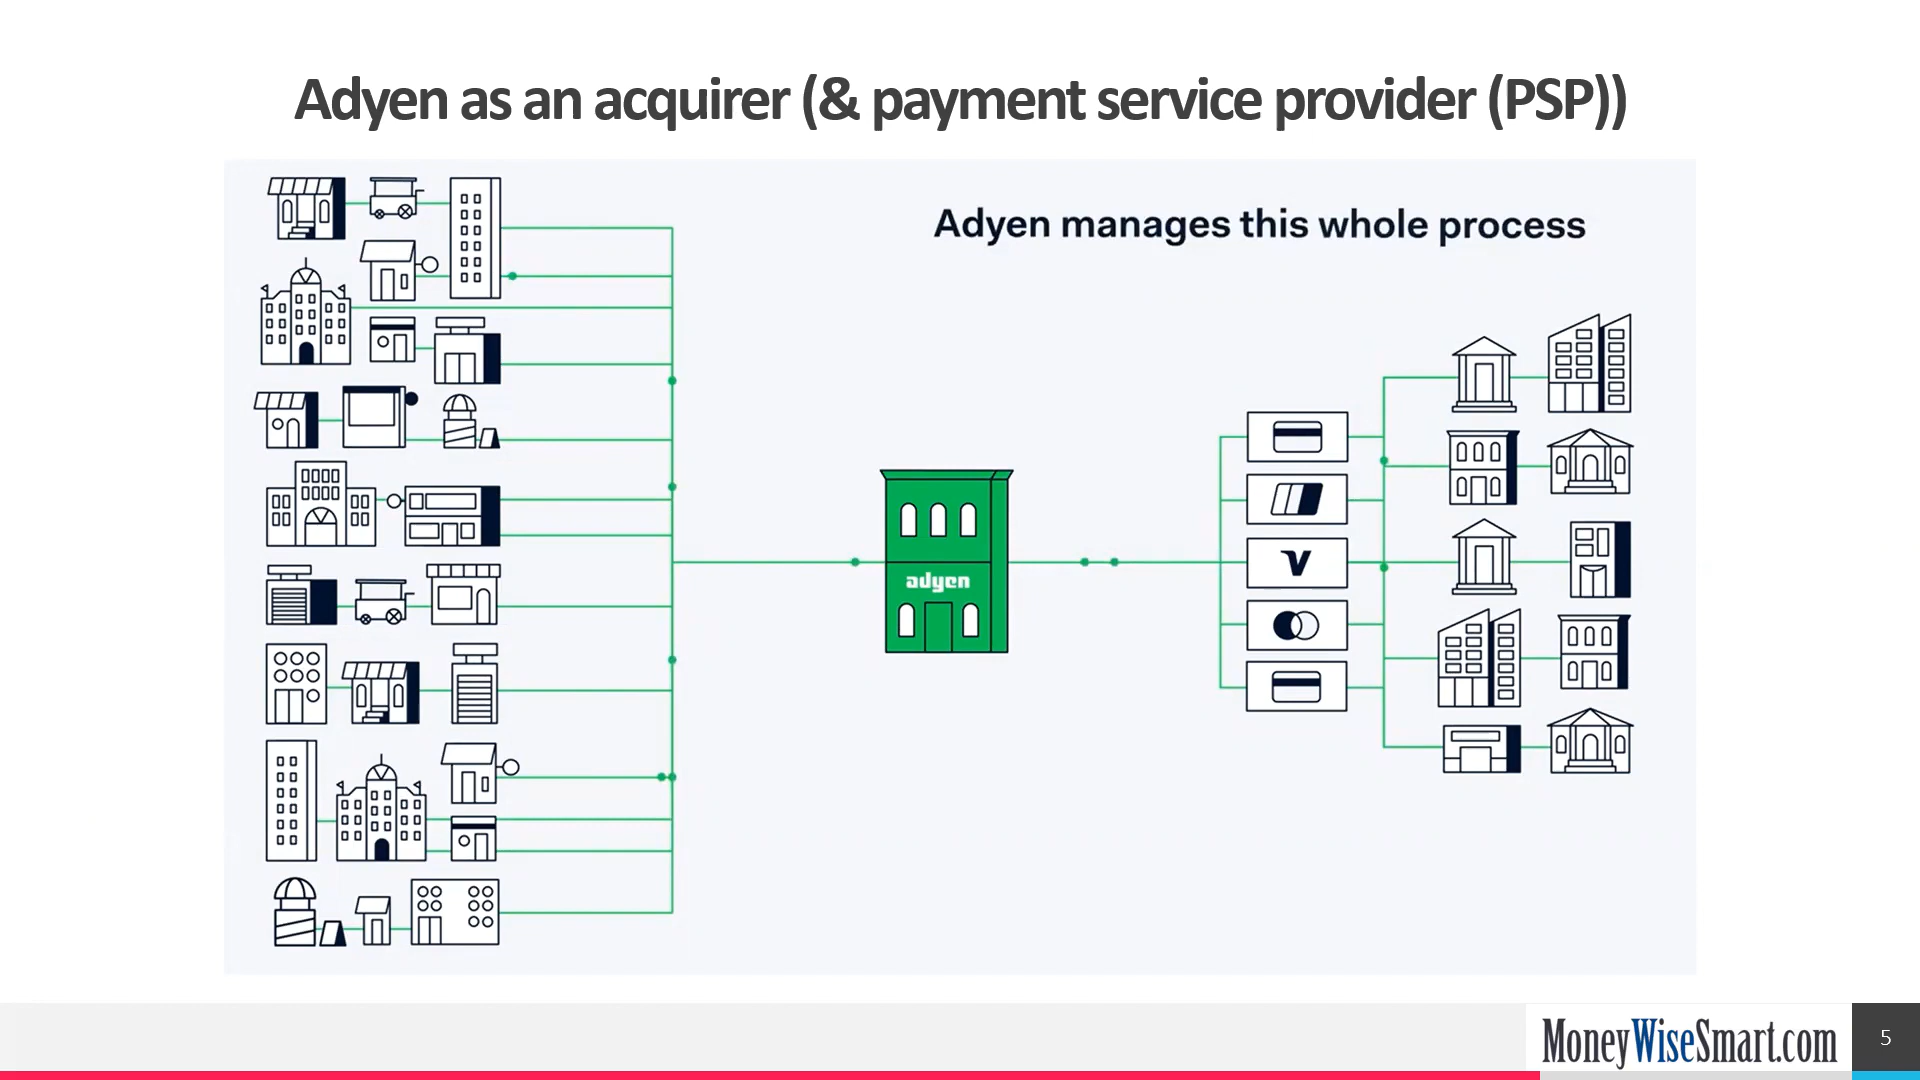 Adyen as an acquirer (& payment service provider (PSP))
Adyen manages this whole process
V
adyen
MoneyWiseSmart.com
5